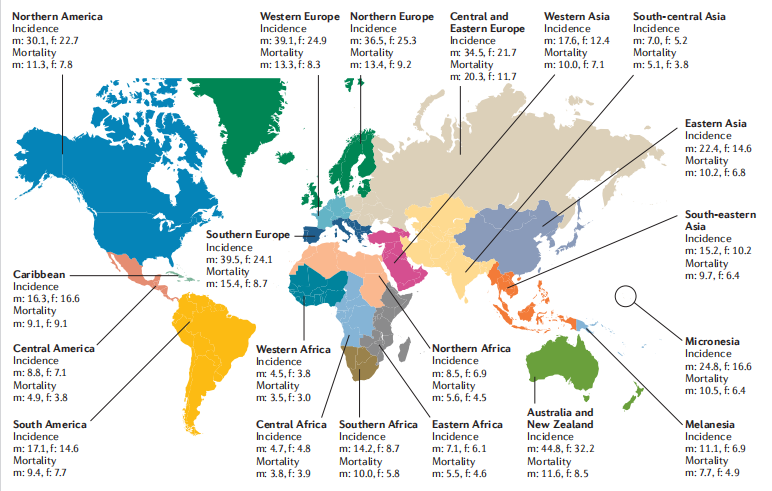 Northern America
Incidence
m: 30.1, f: 22.7
Mortality
m: 11.3, f: 7.8
Western Europe
Incidence
m: 39.1, f: 24.9
Mortality
m: 13.3, f: 8.3
Northern Europe
Incidence
m: 36.5, f: 25.3
Mortality
m: 13.4, f: 9.2
Central and
Eastern Europe
Incidence
m: 34.5, f: 21.7
Mortality
m: 20.3, f: 11.7
Western Asia
Incidence
m: 17.6, f: 12.4
Mortality
m: 10.0, f: 7.1
South-central Asia
Incidence
m: 7.0, f: 5.2
Mortality
m: 5.1, f: 3.8
Eastern Asia
Incidence
m: 22.4, f: 14.6
Mortality
m: 10.2, f: 6.8
South-eastern
Asia
Incidence
m: 15.2, f: 10.2
Mortality
m: 9.7, f: 6.4
Southern Europe
Incidence
m: 39.5, f: 24.1
Mortality
m: 15.4, f: 8.7
Caribbean
Incidence
m: 16.3, f: 16.6
Mortality
m: 9.1, f: 9.1
Central America
Incidence
m: 8.8, f: 7.1
Mortality
m: 4.9, f: 3.8
South America
Incidence
m: 17.1, f: 14.6
Mortality
m: 9.4, f: 7.7
Western Africa
Incidence
m: 4.5, f: 3.8
Mortality
m: 3.5, f: 3.0
Northern Africa
Incidence
m: 8.5, f: 6.9
Mortality
m: 5.6, f: 4.5
Micronesia
Incidence
m: 24.8, f: 16.6
Mortality
m: 10.5, f: 6.4
Central Africa
Incidence
m: 4.7, f: 4.8
Mortality
m: 3.8, f: 3.9
Southern Africa
Incidence
m: 14.2, f: 8.7
Mortality
m: 10.0, f: 5.8
Eastern Africa
Incidence
m: 7.1, f: 6.1
Mortality
m: 5.5, f: 4.6
Australia and
New Zealand
Incidence
m: 44.8, f: 32.2
Mortality
m: 11.6, f: 8.5
Melanesia
Incidence
m: 11.1, f: 6.9
Mortality
m: 7.7, f: 4.9